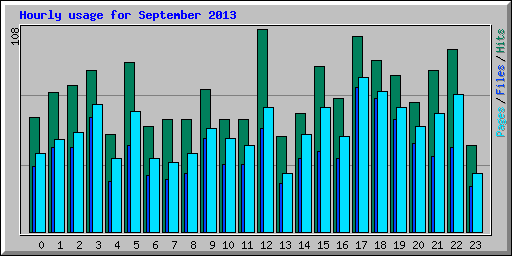 Hourly usage for September 2013
108
Pages/Files/Hits
0 1 2 3 4 5 6 7 8 9 10 11 12 13 14 15 16 17 18 19 20 21 22 23